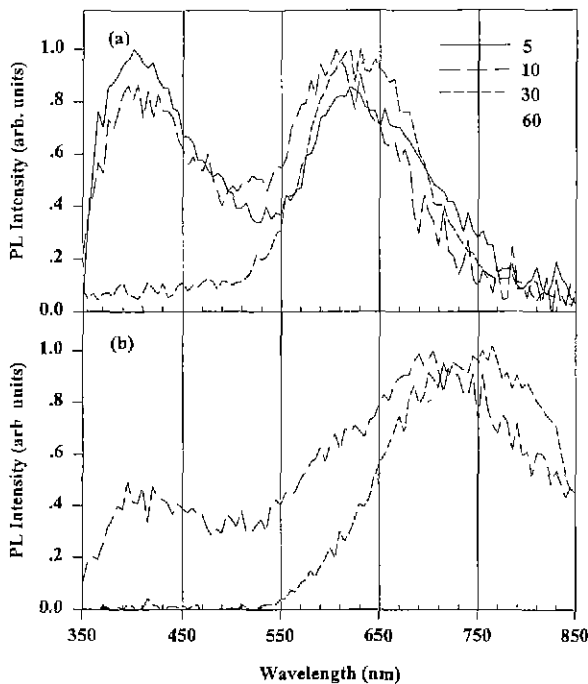 (a)
PL Intensity (arb. units)
1.0
.8
.6
.4
.2
0.0
5
10
30
60
(b)
PL Intensity (arb units)
1.0
.8
.6
.4
.2
0.0
350 450 550 650 750 850
Wavelength (nm)